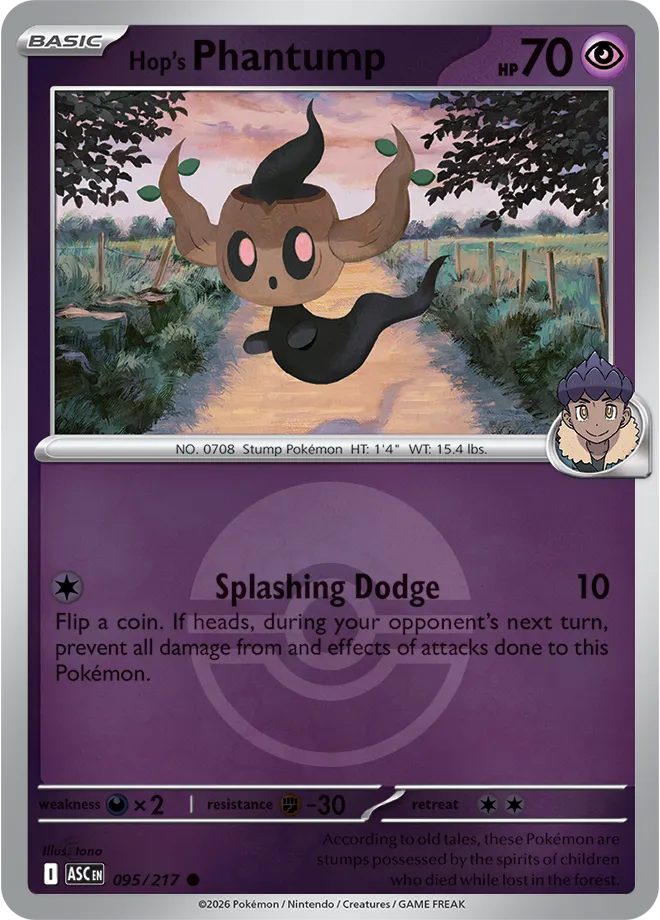 BASIC
Hop's Phantump HP 70
NO. 0708 Stump Pokémon HT: 1'4" WT: 15.4 lbs.
Splashing Dodge 10
Flip a coin. If heads, during your opponent's next turn,
prevent all damage from and effects of attacks done to this
Pokémon.
weakness ×2 resistance -30 retreat
Illus. iono
According to old tales, these Pokémon are
stumps possessed by the spirits of children
who died while lost in the forest.
I ASC EN 095/217
©2026 Pokémon / Nintendo / Creatures / GAME FREAK